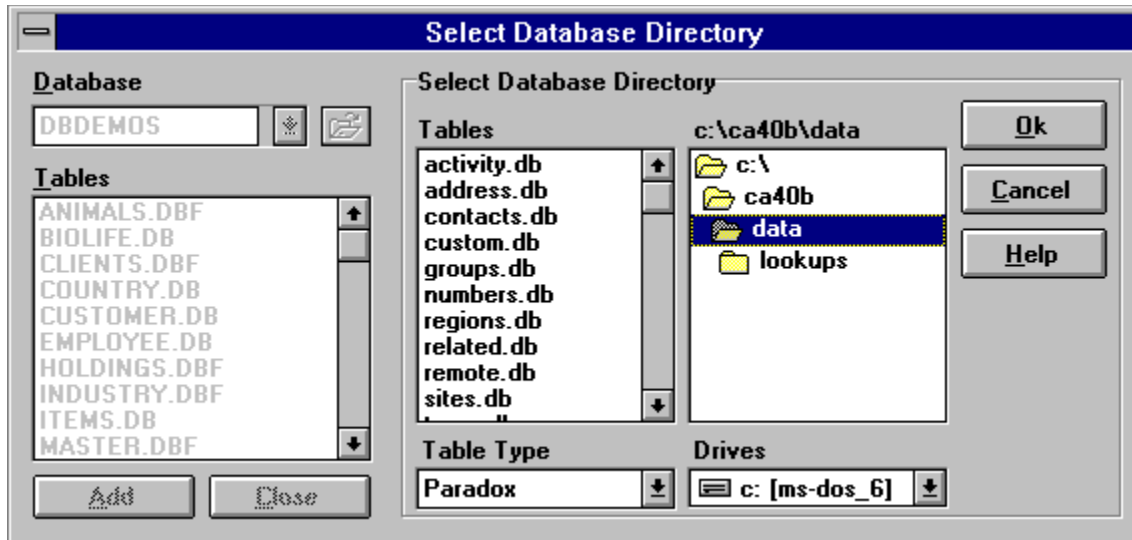 Select Database Directory
Database
DBDEMOS
Tables
ANIMALS.DBF
BIOLIFE.DB
CLIENTS.DBF
COUNTRY.DB
CUSTOMER.DB
EMPLOYEE.DB
HOLDINGS.DBF
INDUSTRY.DBF
ITEMS.DB
MASTER.DBF
Add
Close
Select Database Directory
Tables
activity.db
address.db
contacts.db
custom.db
groups.db
numbers.db
regions.db
related.db
remote.db
sites.db
Table Type
Paradox
c:\ca40b\data
c:\
ca40b
data
lookups
Drives
c: [ms-dos_6]
Ok
Cancel
Help